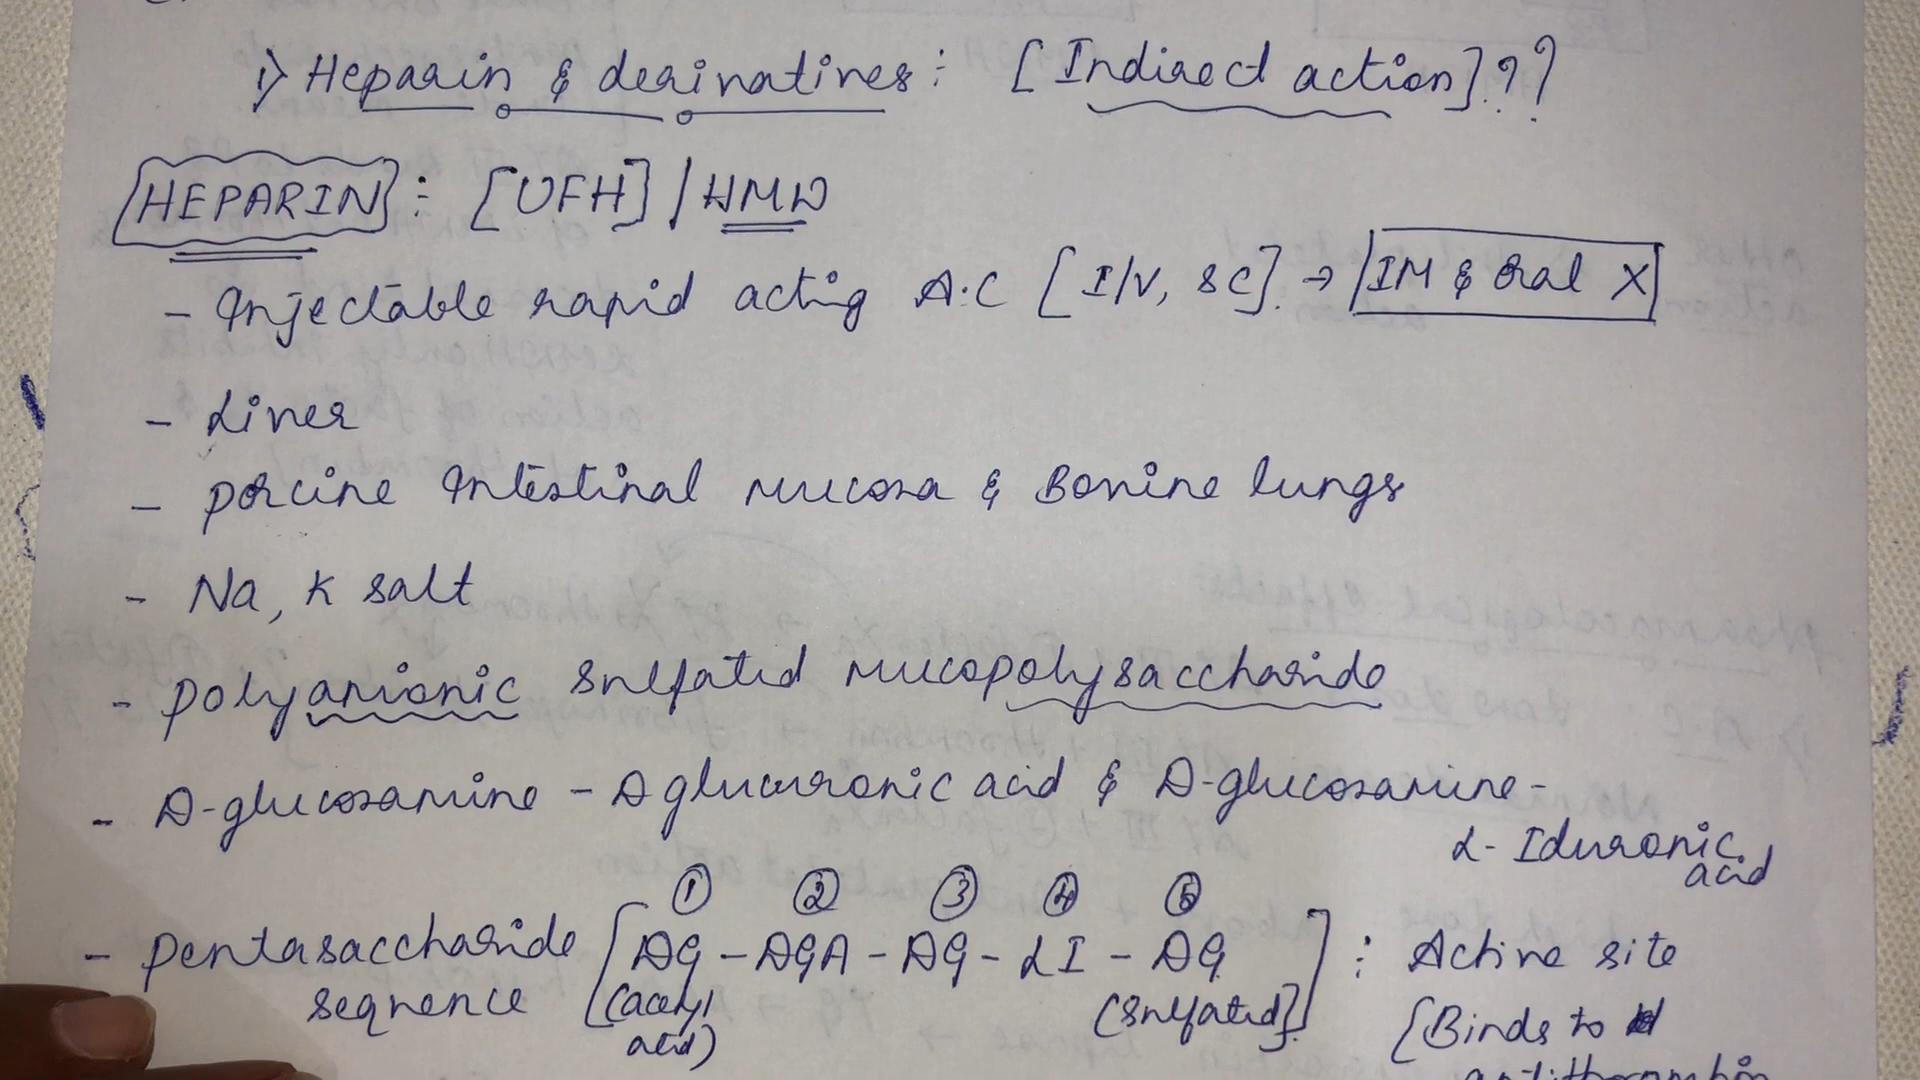 1) Heparin & derivatives : [Indirect action]??
HEPARIN : [UFH] / HMW
- Injectable rapid acting A.C [I/V, SC]. → IM & Oral X
- Liver
- Porcine Intestinal mucosa & Bovine lungs
- Na, K salt
- polyanionic sulfated mucopolysaccharide
- D-glucosamine - D glucuronic acid & D-glucosamine -
L- Iduronic
acid
① ② ③ ④ ⑤
- pentasaccharide [DG - DGA - DG - LI - DG] : Active site
sequence (acetyl (sulfated) [Binds to
acid)
antithrombin